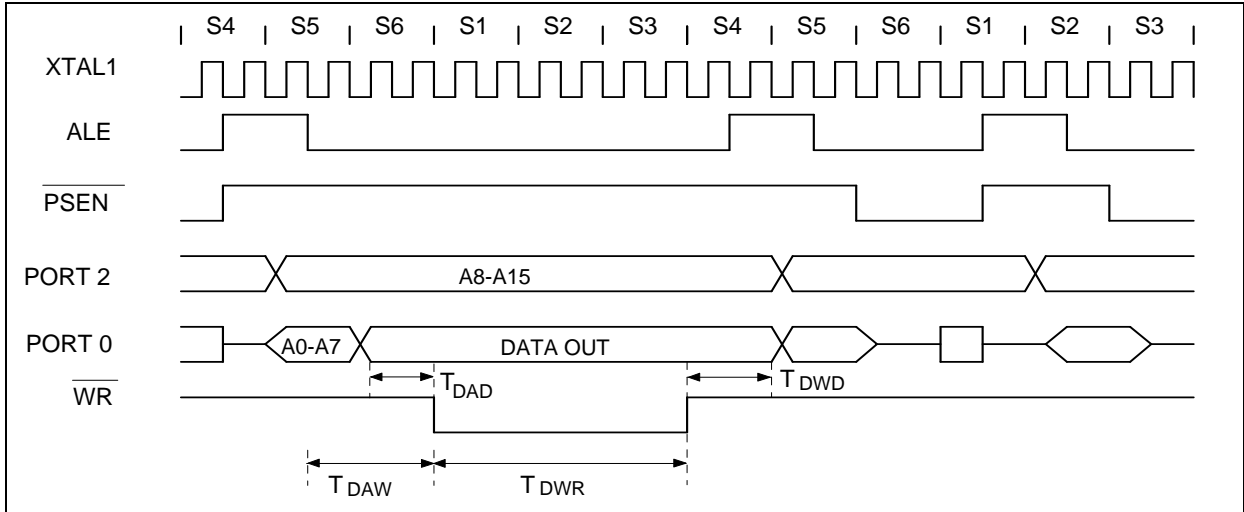 S4 S5 S6 S1 S2 S3 S4 S5 S6 S1 S2 S3
XTAL1
ALE
PSEN
PORT 2 A8-A15
PORT 0 A0-A7 DATA OUT
TDAD TDWD
WR
TDAW TDWR